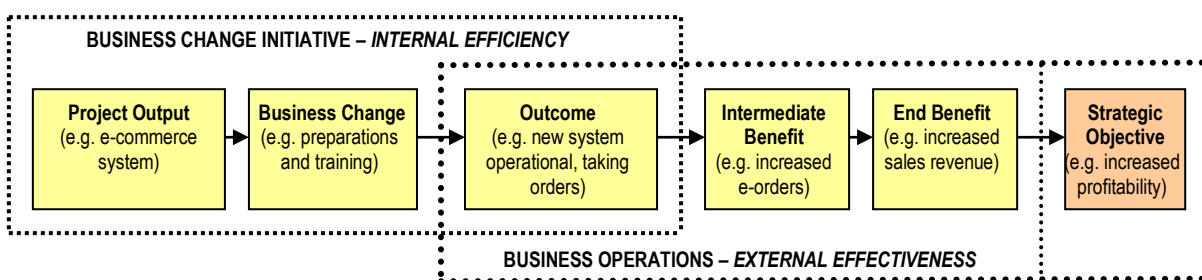 BUSINESS CHANGE INITIATIVE – INTERNAL EFFICIENCY
Project Output
(e.g. e-commerce
system)
Business Change
(e.g. preparations
and training)
Outcome
(e.g. new system
operational, taking
orders)
Intermediate
Benefit
(e.g. increased
e-orders)
End Benefit
(e.g. increased
sales revenue)
Strategic
Objective
(e.g. increased
profitability)
BUSINESS OPERATIONS – EXTERNAL EFFECTIVENESS